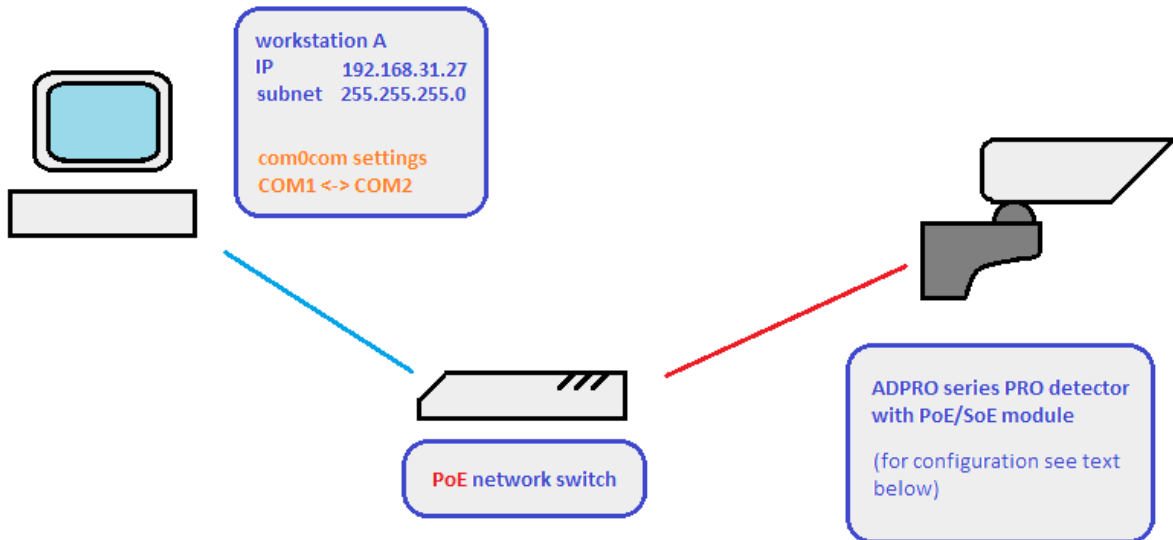 workstation A
IP 192.168.31.27
subnet 255.255.255.0
com0com settings
COM1 <-> COM2
PoE network switch
ADPRO series PRO detector
with PoE/SoE module
(for configuration see text
below)